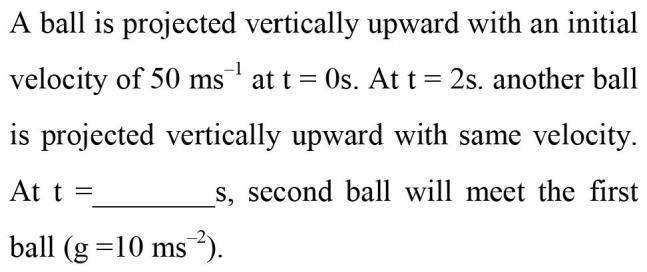 A ball is projected vertically upward with an initial
velocity of 50 ms⁻¹ at t = 0s. At t = 2s. another ball
is projected vertically upward with same velocity.
At t =________s, second ball will meet the first
ball (g =10 ms⁻²).